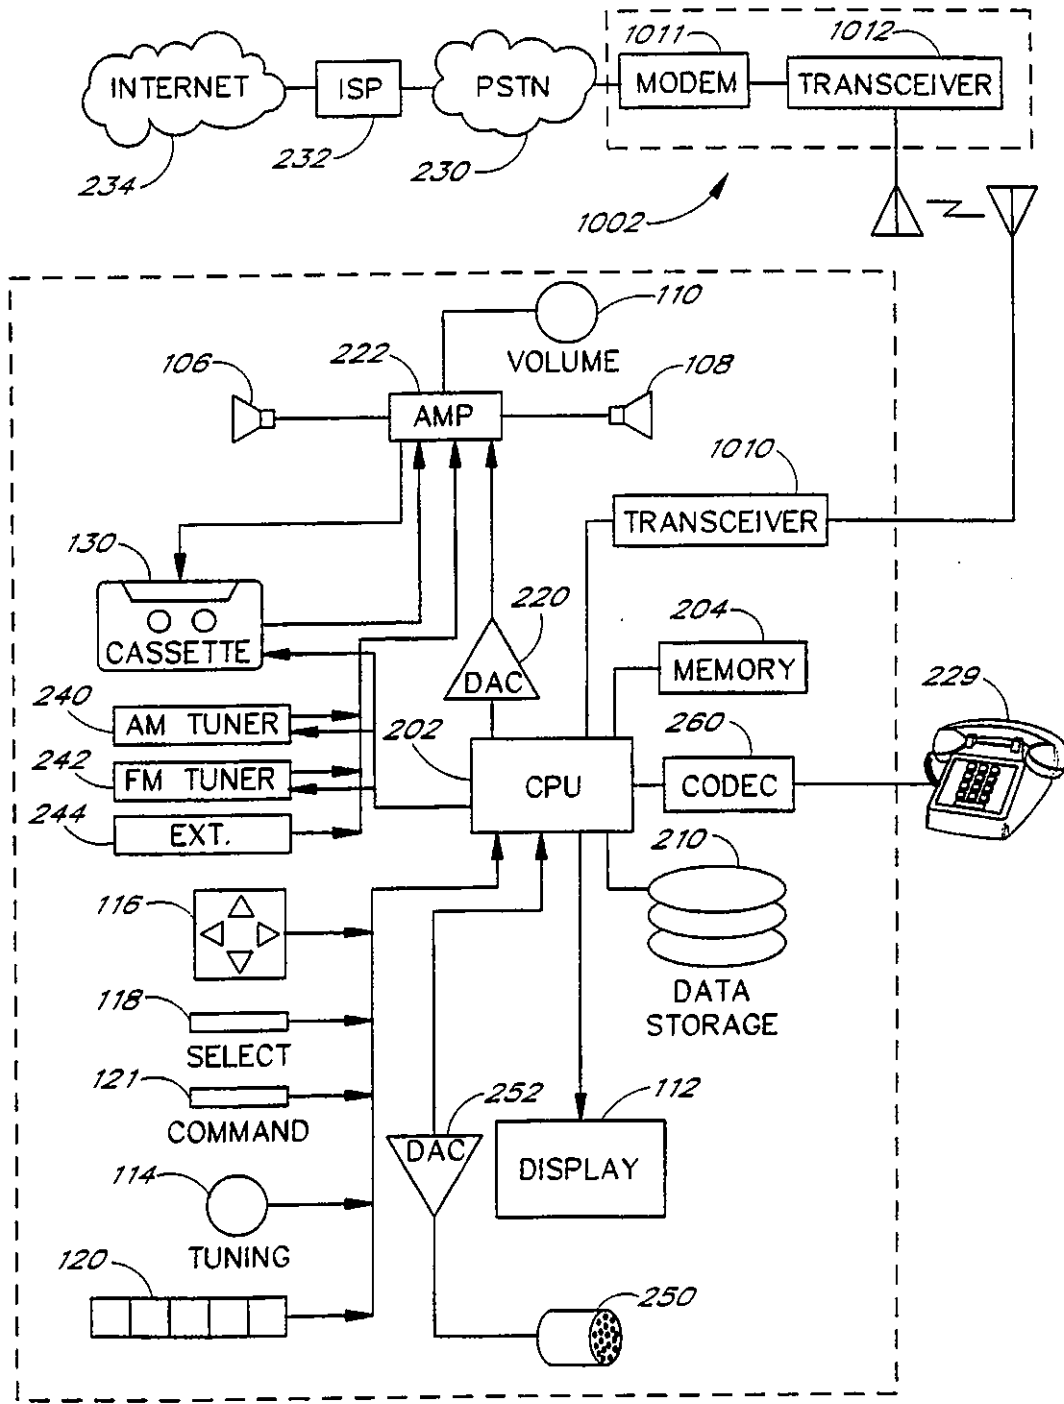 1011
1012
INTERNET
ISP
PSTN
MODEM
TRANSCEIVER
234
232
230
1002
110
VOLUME
106
222
108
AMP
1010
TRANSCEIVER
130
CASSETTE
220
DAC
204
MEMORY
229
240
AM TUNER
202
260
242
FM TUNER
CPU
CODEC
244
EXT.
210
116
DATA
STORAGE
118
SELECT
121
COMMAND
252
DAC
112
DISPLAY
114
TUNING
120
250